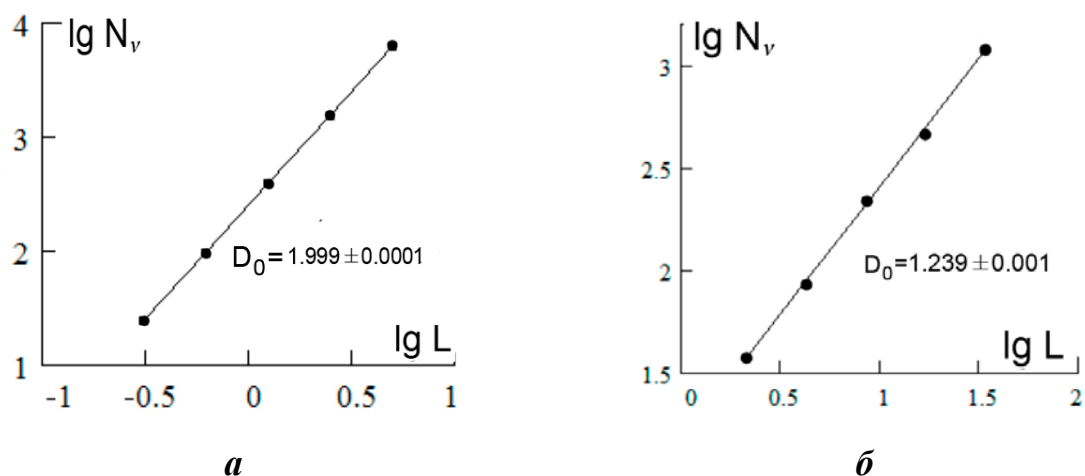 4
lg Nᵥ
3
2
D₀ = 1.999 ± 0.0001
lg L
1
-1 -0.5 0 0.5 1
а
lg Nᵥ
3
2.5
2
D₀=1.239 ± 0.001
lg L
1.5
0 0.5 1 1.5 2
б